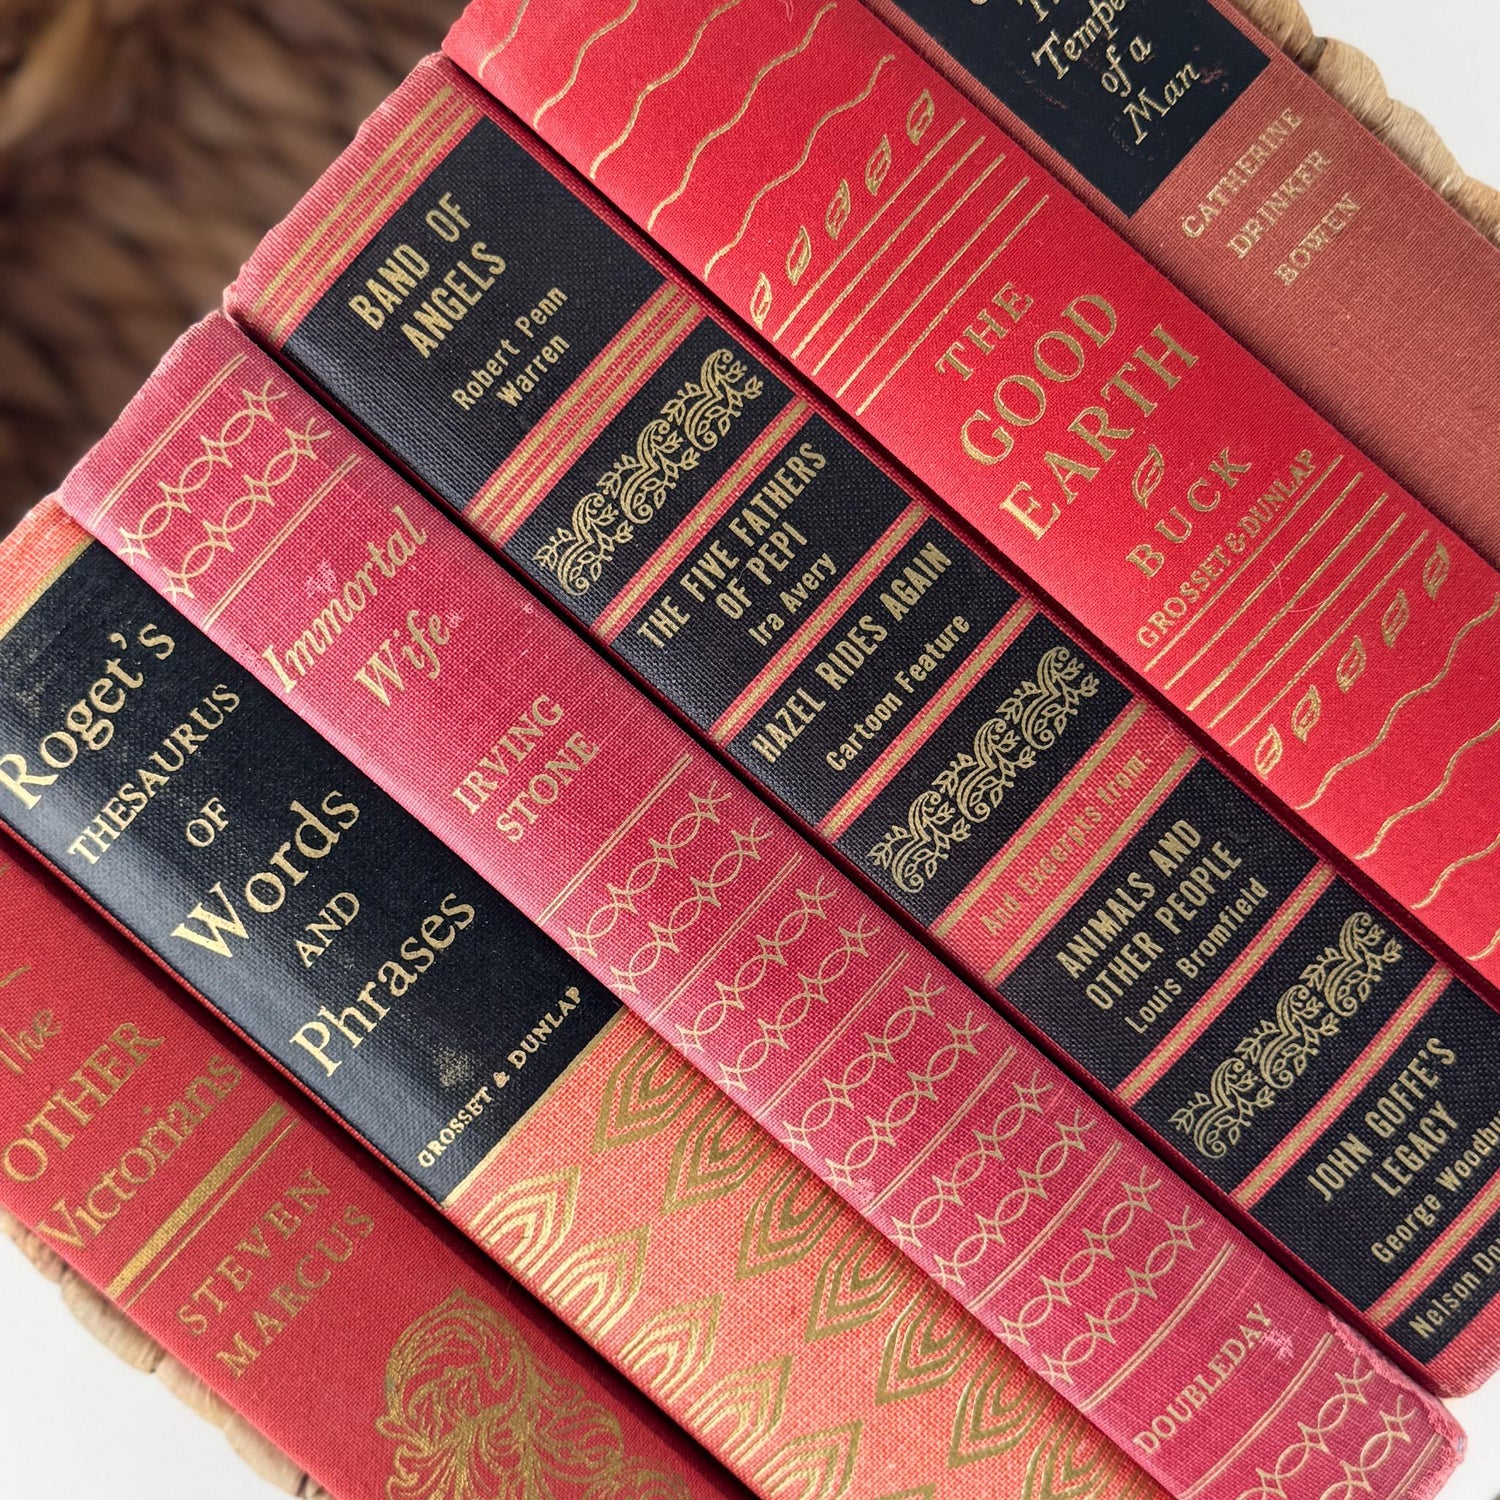 The
OTHER
Victorians
STEVEN
MARCUS
Roget's
THESAURUS
OF
Words
AND
Phrases
GROSSET & DUNLAP
Immortal
Wife
IRVING
STONE
DOUBLEDAY
BAND OF
ANGELS
Robert Penn
Warren
THE FIVE FATHERS
OF PEPI
Ira Avery
HAZEL RIDES AGAIN
Cartoon Feature
And Excerpts from:
ANIMALS AND
OTHER PEOPLE
Louis Bromfield
JOHN GOFFE'S
LEGACY
George
Nelson
THE
GOOD
EARTH
BUCK
GROSSET & DUNLAP
of a
Man
CATHERINE
DRINKER
BOWEN